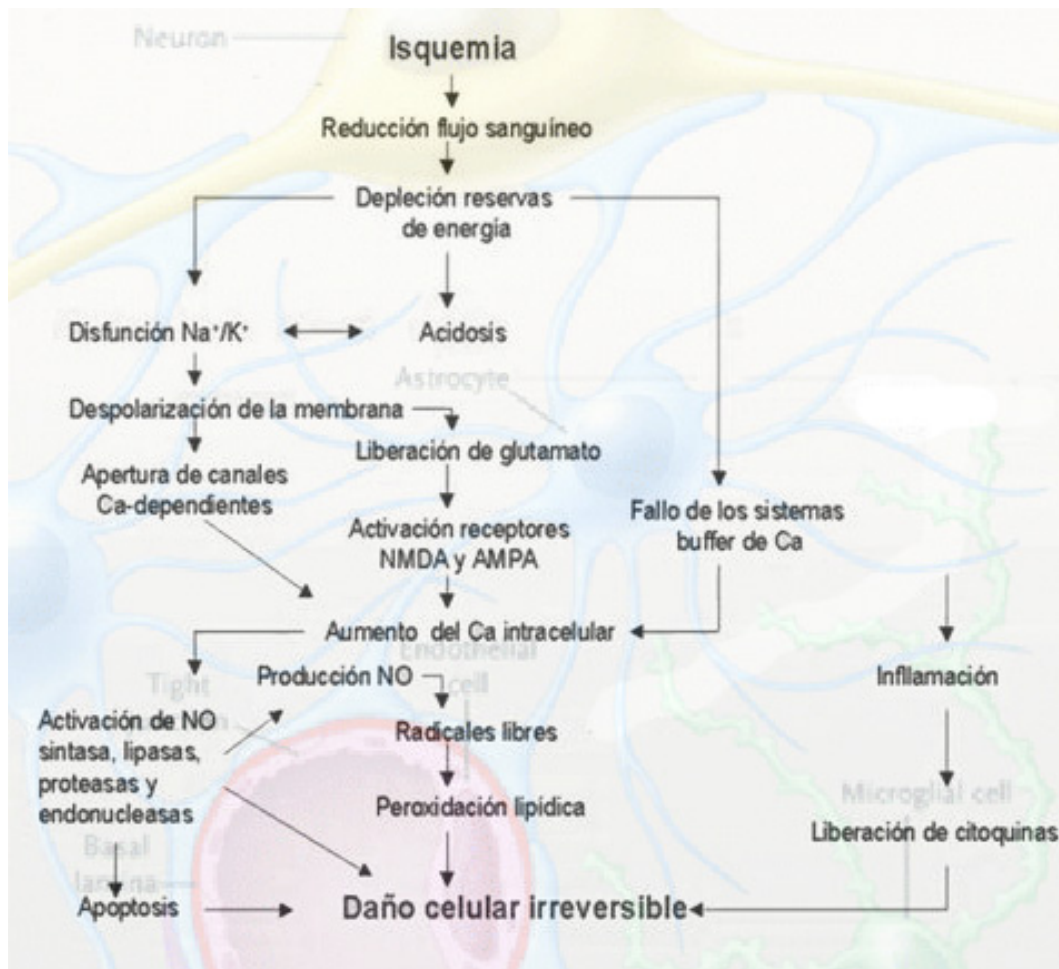 Neuron
Isquemia
Reducción flujo sanguíneo
Depleción reservas
de energía
Disfunción Na⁺/K⁺
Acidosis
Astrocyte
Despolarización de la membrana
Liberación de glutamato
Apertura de canales
Ca-dependientes
Activación receptores
NMDA y AMPA
Fallo de los sistemas
buffer de Ca
Aumento del Ca intracelular
Endothelial
cell
Producción NO
Infllamación
Tight
Activación de NO
sintasa, lipasas,
proteasas y
endonucleasas
Radicales libres
Peroxidación lipídica
Microglial cell
Liberación de citoquinas
Basal
lamina
Apoptosis
Daño celular irreversible